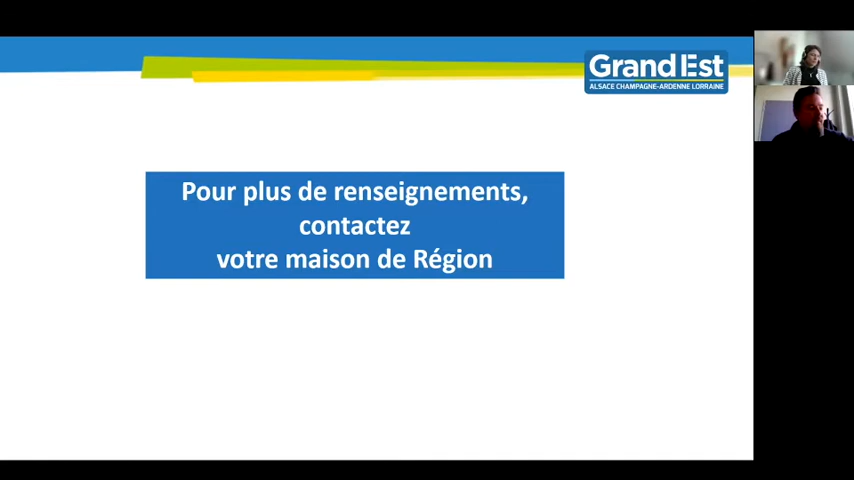 Grand Est
ALSACE CHAMPAGNE-ARDENNE LORRAINE
Pour plus de renseignements,
contactez
votre maison de Région